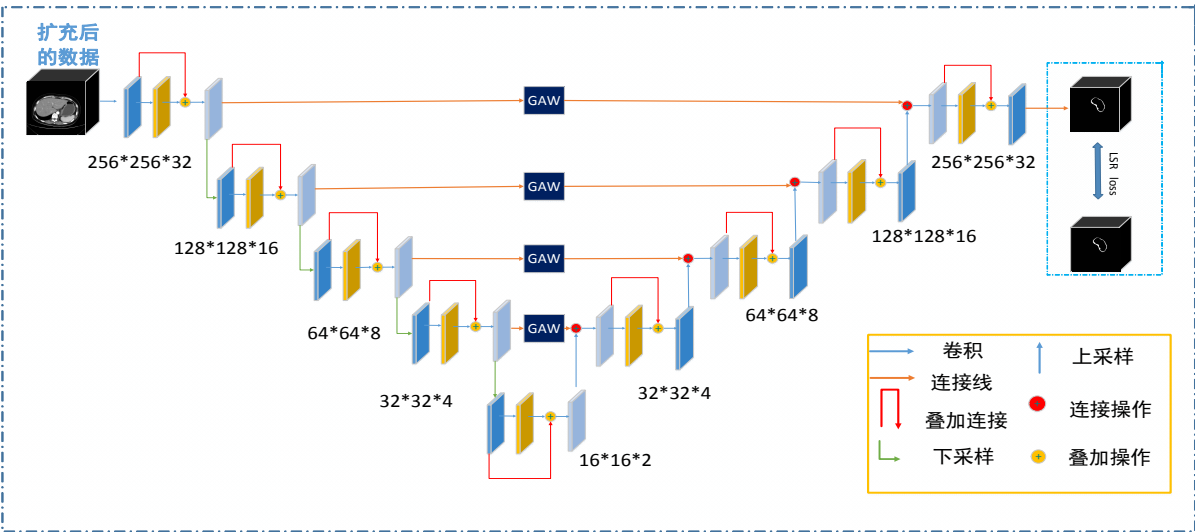 扩充后
的数据
GAW
256*256*32
256*256*32
LSR loss
GAW
128*128*16
128*128*16
GAW
64*64*8
64*64*8
GAW
32*32*4
32*32*4
16*16*2
卷积
上采样
连接线
叠加连接
连接操作
下采样
叠加操作